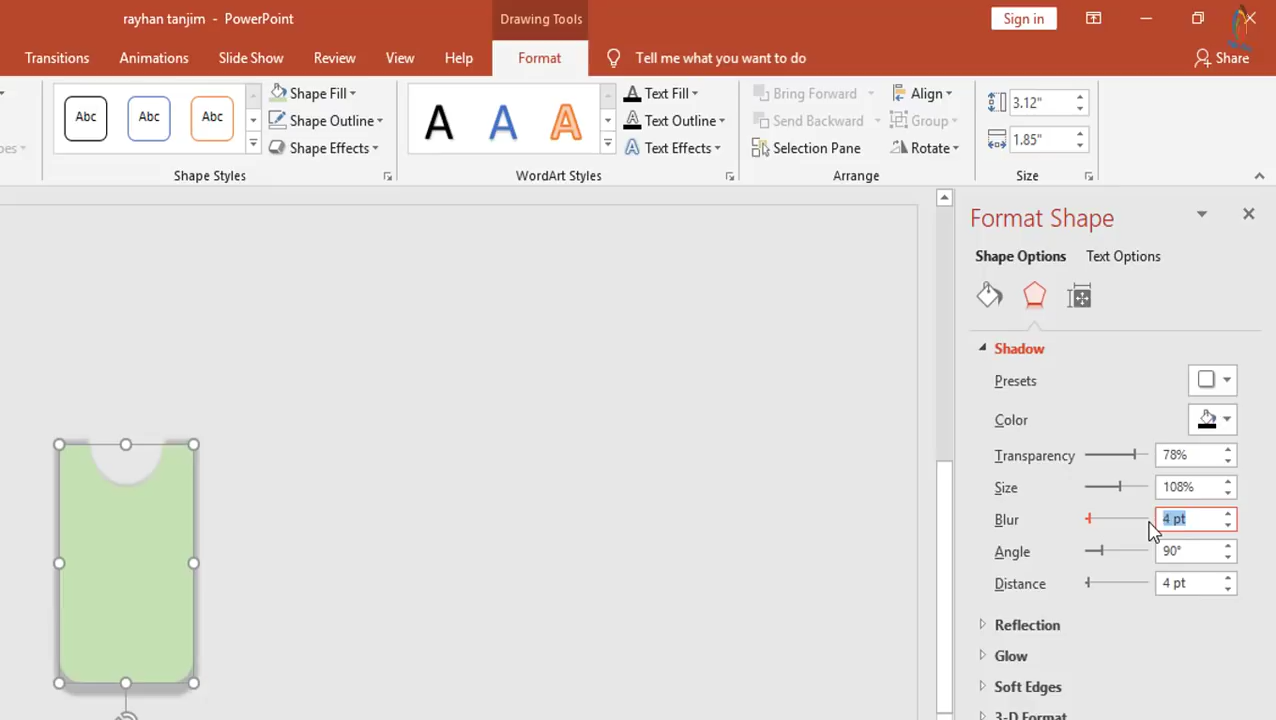 rayhan tanjim - PowerPoint
Drawing Tools
Sign in
Transitions
Animations
Slide Show
Review
View
Help
Format
Tell me what you want to do
Share
Abc
Abc
Abc
Shape Fill
Shape Outline
Shape Effects
Shape Styles
A
A
A
A Text Fill
A Text Outline
A Text Effects
WordArt Styles
Bring Forward
Send Backward
Selection Pane
Align
Group
Rotate
Arrange
3.12"
1.85"
Size
Format Shape
Shape Options
Text Options
Shadow
Presets
Color
Transparency 78%
Size 108%
Blur 4 pt
Angle 90°
Distance 4 pt
Reflection
Glow
Soft Edges
3-D Format